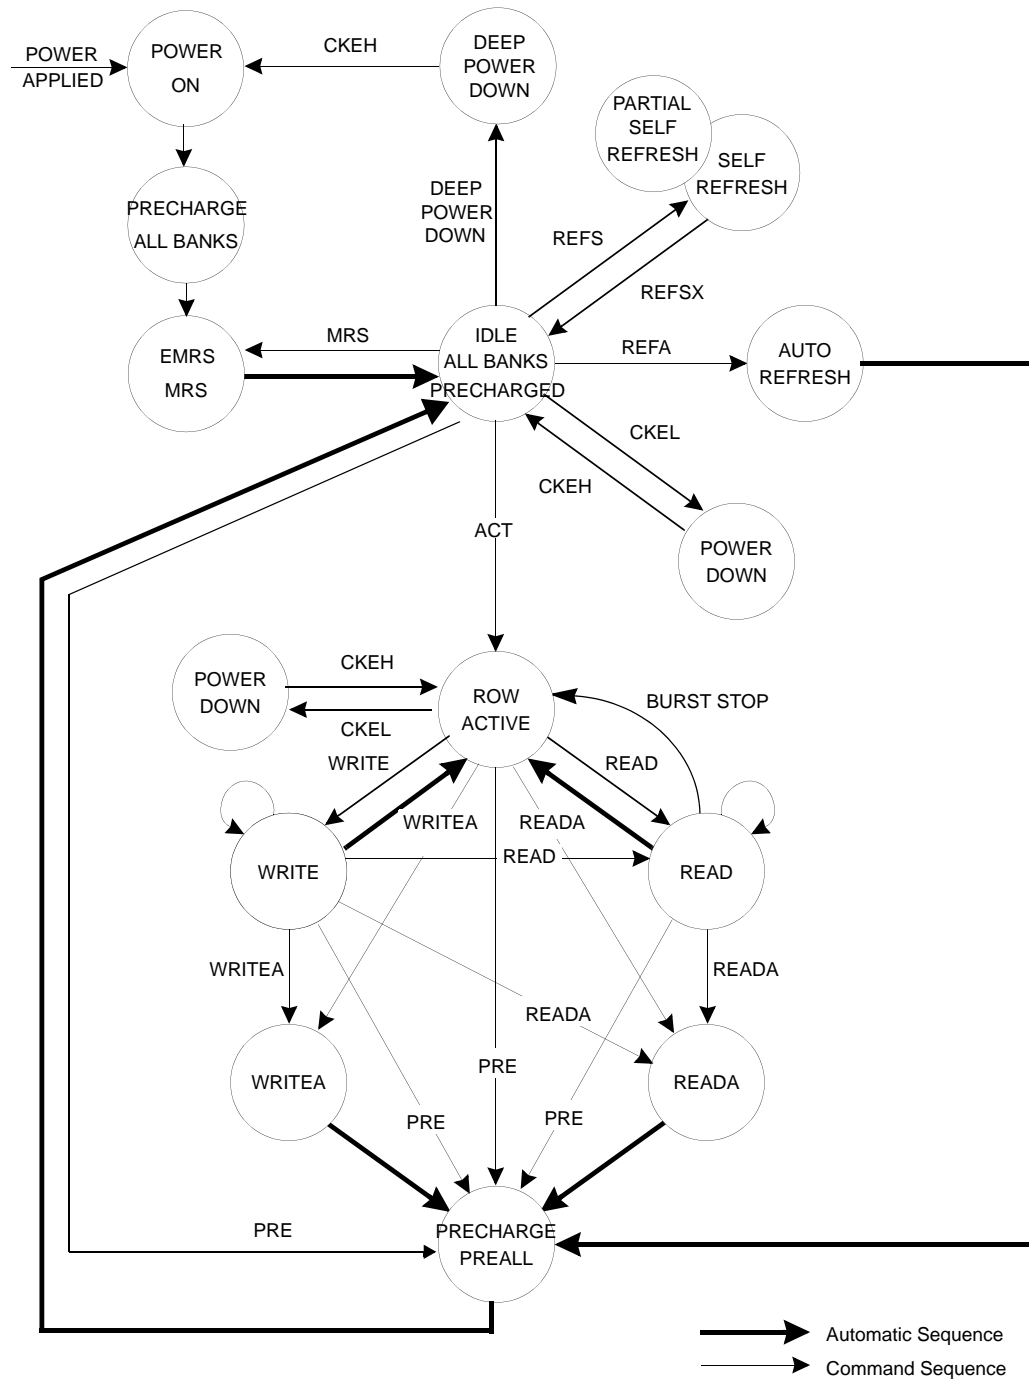 POWER
APPLIED
POWER
ON
CKEH
DEEP
POWER
DOWN
PARTIAL
SELF
REFRESH
SELF
REFRESH
PRECHARGE
ALL BANKS
DEEP
POWER
DOWN
REFS
REFSX
EMRS
MRS
MRS
IDLE
ALL BANKS
PRECHARGED
REFA
AUTO
REFRESH
CKEL
CKEH
ACT
POWER
DOWN
POWER
DOWN
CKEH
CKEL
ROW
ACTIVE
BURST STOP
WRITE
READ
WRITEA
READA
WRITE
READ
READ
WRITEA
READA
READA
WRITEA
PRE
READA
PRE
PRE
PRE
PRECHARGE
PREALL
Automatic Sequence
Command Sequence